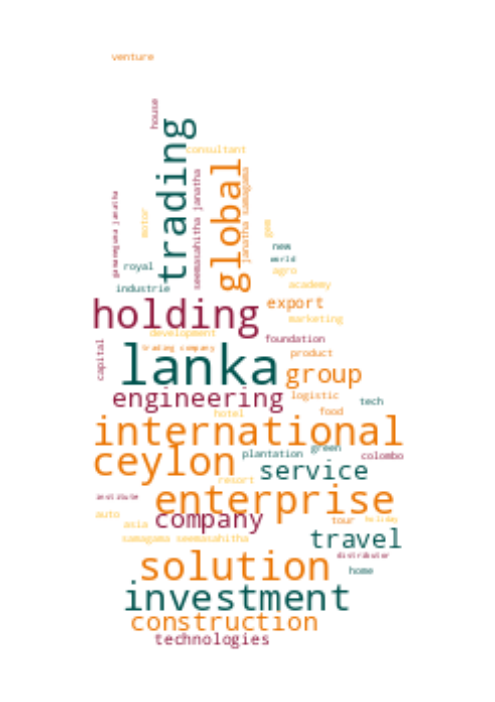 venture
house
trading
consultant
global
seemasahitha janatha
janatha samagama
motor
gem
new
world
royal
agro
industrie
academy
holding
export
marketing
development
foundation
trading company
capital
lanka
product
group
engineering
logistic
tech
hotel
food
international
green
ceylon
plantation
colombo
service
resort
institute
enterprise
auto
company
asia
tour
holiday
travel
samagama seemasahitha
distributor
solution
home
investment
construction
technologies